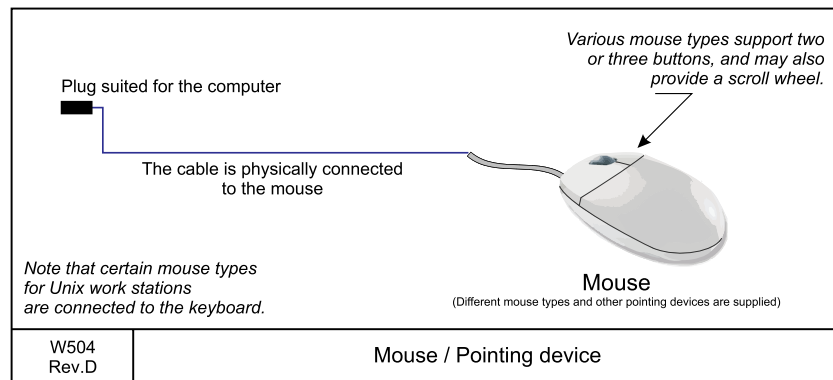 Various mouse types support two
or three buttons, and may also
provide a scroll wheel.
Plug suited for the computer
The cable is physically connected
to the mouse
Note that certain mouse types
for Unix work stations
are connected to the keyboard.
Mouse
(Different mouse types and other pointing devices are supplied)
W504
Rev.D
Mouse / Pointing device